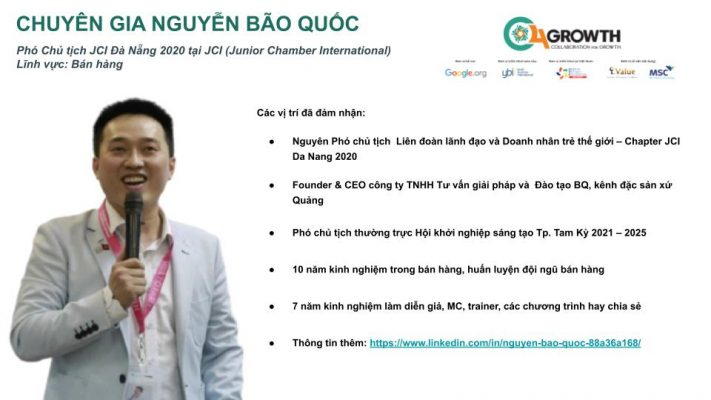 CHUYÊN GIA NGUYỄN BÃO QUỐC
Phó Chủ tịch JCI Đà Nẵng 2020 tại JCI (Junior Chamber International)
Lĩnh vực: Bán hàng
C4GROWTH
COLLABORATION FOR GROWTH
Google.org
ybi
Value
MSC
Các vị trí đã đảm nhận:
● Nguyên Phó chủ tịch Liên đoàn lãnh đạo và Doanh nhân trẻ thế giới – Chapter JCI
Da Nang 2020
● Founder & CEO công ty TNHH Tư vấn giải pháp và Đào tạo BQ, kênh đặc sản xứ
Quảng
● Phó chủ tịch thường trực Hội khởi nghiệp sáng tạo Tp. Tam Kỳ 2021 – 2025
● 10 năm kinh nghiệm trong bán hàng, huấn luyện đội ngũ bán hàng
● 7 năm kinh nghiệm làm diễn giả, MC, trainer, các chương trình hay chia sẻ
● Thông tin thêm: https://www.linkedin.com/in/nguyen-bao-quoc-88a36a168/